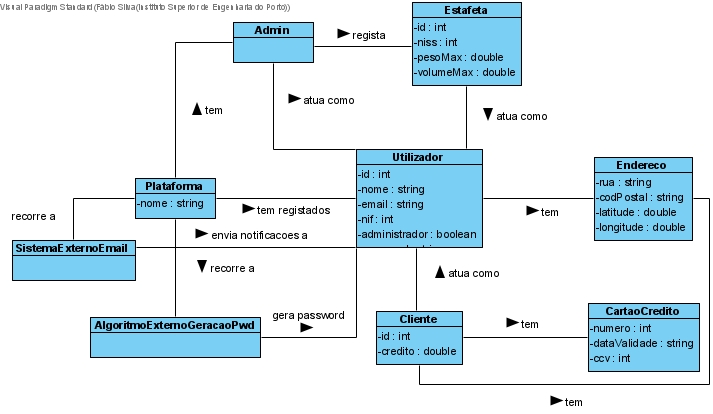 Visual Paradigm Standard (Fábio Silva(Instituto Superior de Engenharia do Porto))
Estafeta
-id : int
-niss : int
-pesoMax : double
-volumeMax : double
Admin
regista
atua como
atua como
tem
Utilizador
-id : int
-nome : string
-email : string
-nif : int
-administrador : boolean
Endereco
-rua : string
-codPostal : string
-latitude : double
-longitude : double
Plataforma
-nome : string
tem registados
tem
recorre a
envia notificacoes a
SistemaExternoEmail
recorre a
atua como
AlgoritmoExternoGeracaoPwd
gera password
Cliente
-id : int
-credito : double
tem
CartaoCredito
-numero : int
-dataValidade : string
-ccv : int
tem